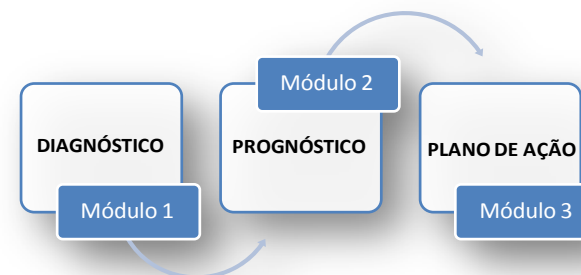 DIAGNÓSTICO
Módulo 1
Módulo 2
PROGNÓSTICO
PLANO DE AÇÃO
Módulo 3